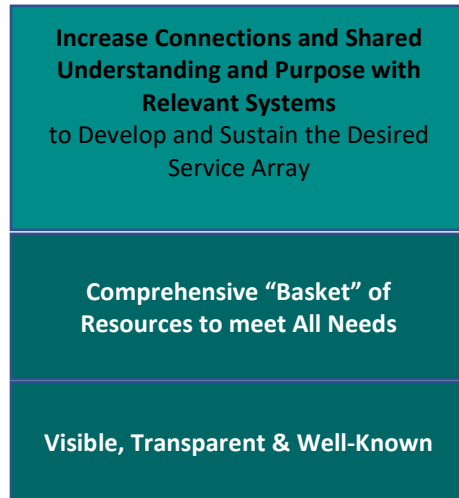 Increase Connections and Shared
Understanding and Purpose with
Relevant Systems
to Develop and Sustain the Desired
Service Array
Comprehensive “Basket” of
Resources to meet All Needs
Visible, Transparent & Well-Known